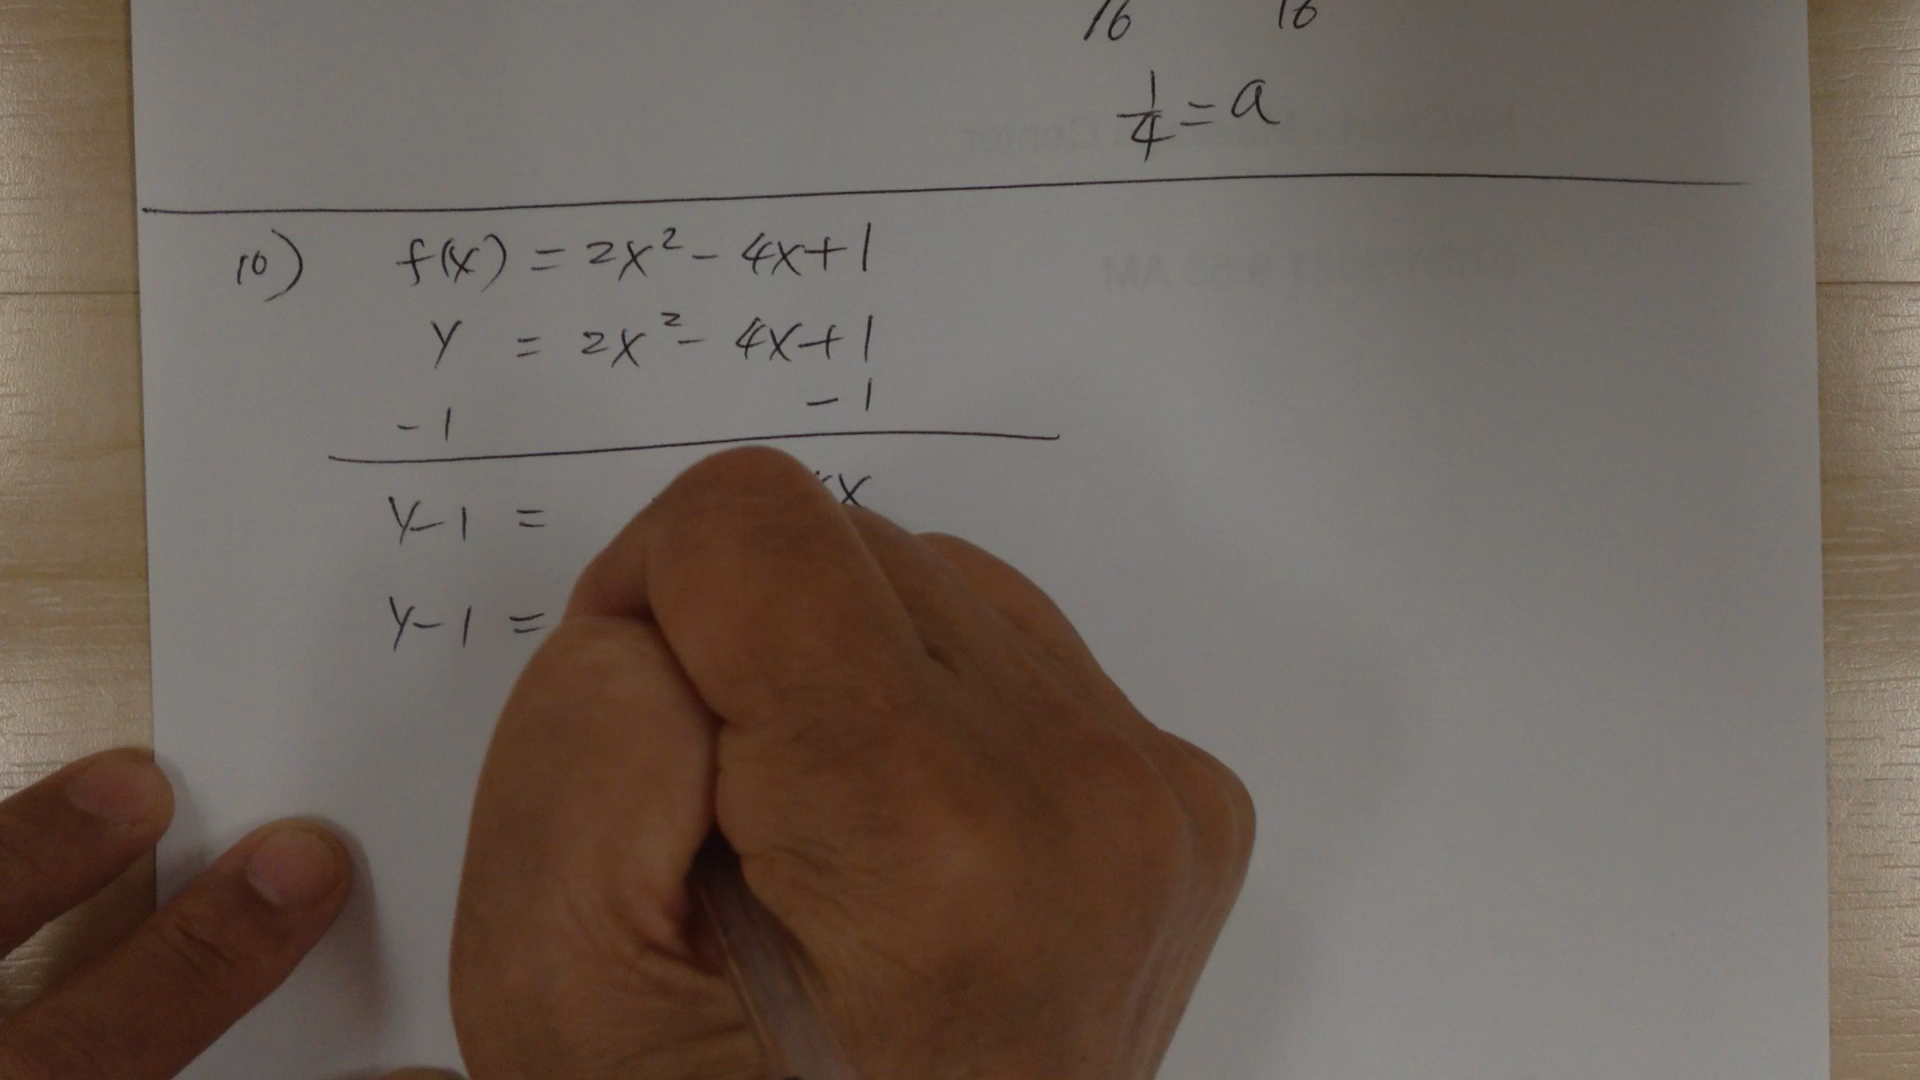 16 16
1/4 = a
10) f(x) = 2x² - 4x + 1
y = 2x² - 4x + 1
-1 -1
y-1 = x
y-1 =